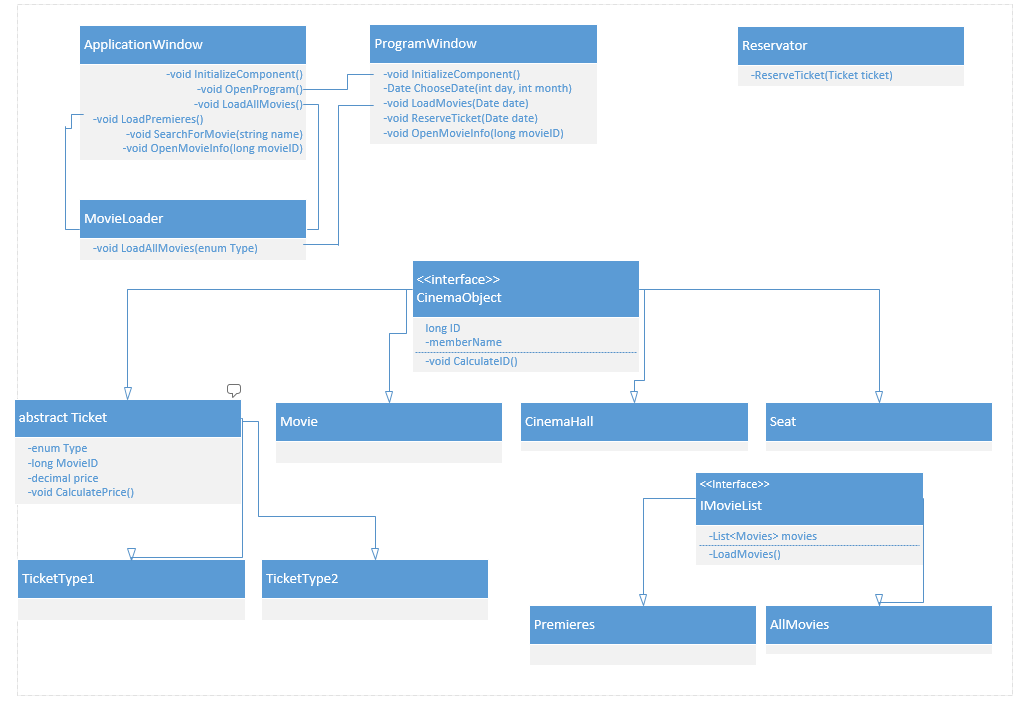 ApplicationWindow
-void InitializeComponent()
-void OpenProgram()
-void LoadAllMovies()
-void LoadPremieres()
-void SearchForMovie(string name)
-void OpenMovieInfo(long movieID)
ProgramWindow
-void InitializeComponent()
-Date ChooseDate(int day, int month)
-void LoadMovies(Date date)
-void ReserveTicket(Date date)
-void OpenMovieInfo(long movieID)
Reservator
-ReserveTicket(Ticket ticket)
MovieLoader
-void LoadAllMovies(enum Type)
<<interface>>
CinemaObject
long ID
-memberName
-void CalculateID()
abstract Ticket
-enum Type
-long MovieID
-decimal price
-void CalculatePrice()
Movie
CinemaHall
Seat
<<Interface>>
IMovieList
-List<Movies> movies
-LoadMovies()
TicketType1
TicketType2
Premieres
AllMovies